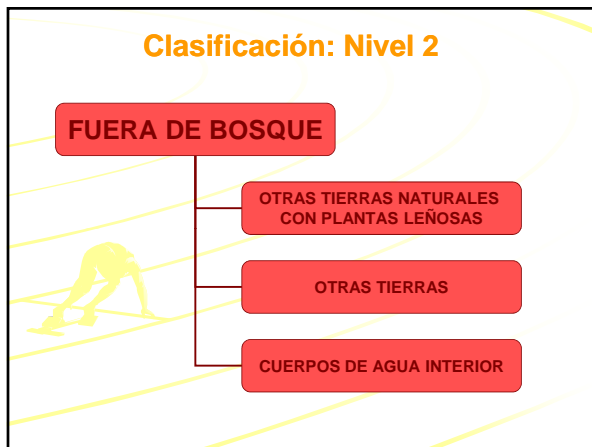 Clasificación: Nivel 2
FUERA DE BOSQUE
OTRAS TIERRAS NATURALES
CON PLANTAS LEÑOSAS
OTRAS TIERRAS
CUERPOS DE AGUA INTERIOR